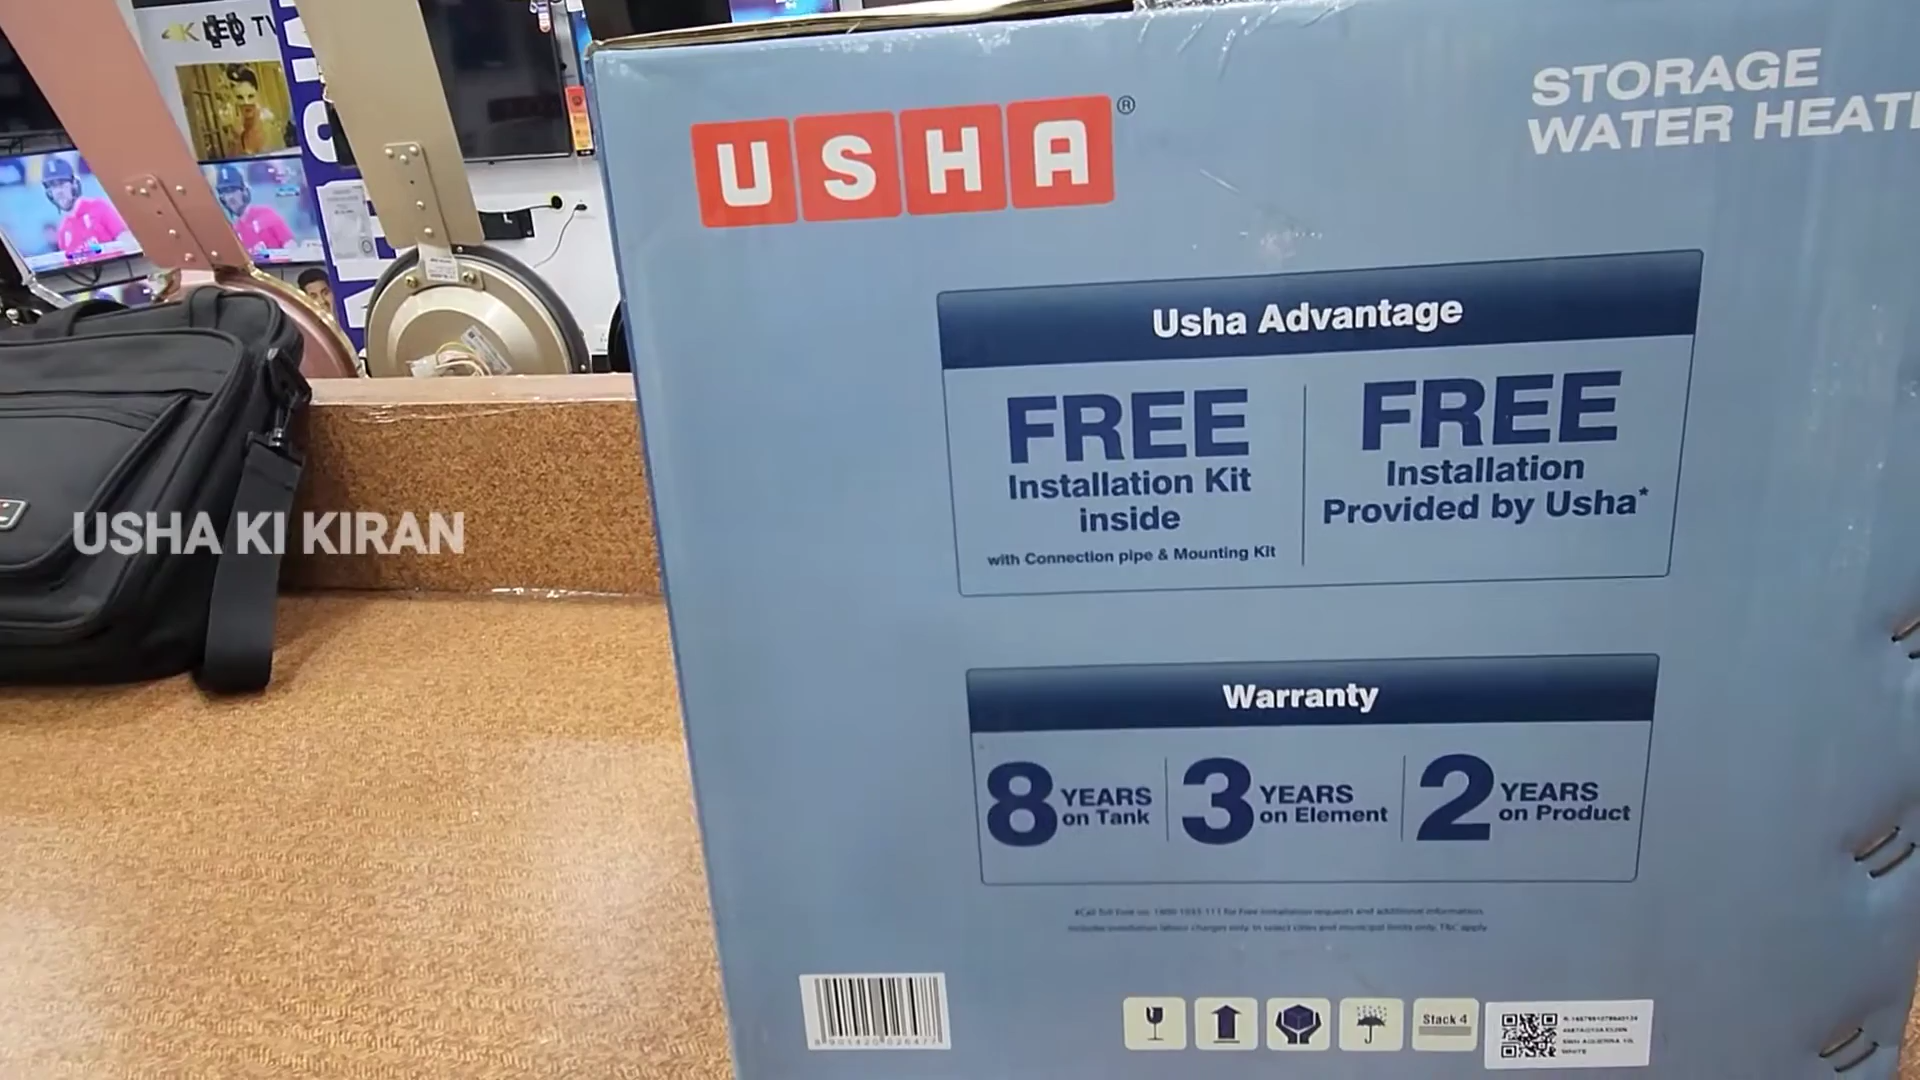 4K LED TV
USHA®
STORAGE
WATER HEAT
Usha Advantage
FREE
Installation Kit
inside
with Connection pipe & Mounting Kit
FREE
Installation
Provided by Usha*
USHA KI KIRAN
Warranty
8 YEARS
on Tank
3 YEARS
on Element
2 YEARS
on Product
Stack 4
WHITE